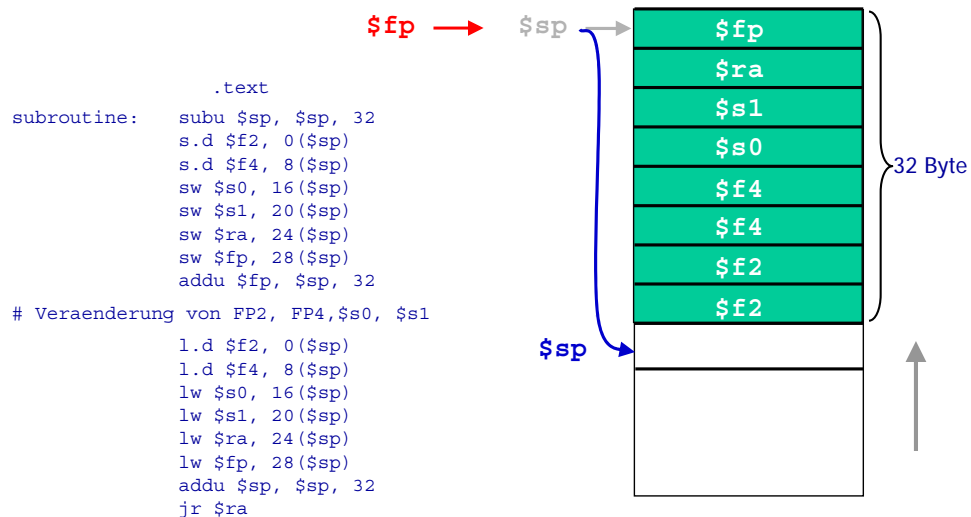 $fp
$sp
.text
subroutine: subu $sp, $sp, 32
s.d $f2, 0($sp)
s.d $f4, 8($sp)
sw $s0, 16($sp)
sw $s1, 20($sp)
sw $ra, 24($sp)
sw $fp, 28($sp)
addu $fp, $sp, 32
# Veraenderung von FP2, FP4,$s0, $s1
l.d $f2, 0($sp)
l.d $f4, 8($sp)
lw $s0, 16($sp)
lw $s1, 20($sp)
lw $ra, 24($sp)
lw $fp, 28($sp)
addu $sp, $sp, 32
jr $ra
$fp
$ra
$s1
$s0
$f4
$f4
$f2
$f2
32 Byte
$sp